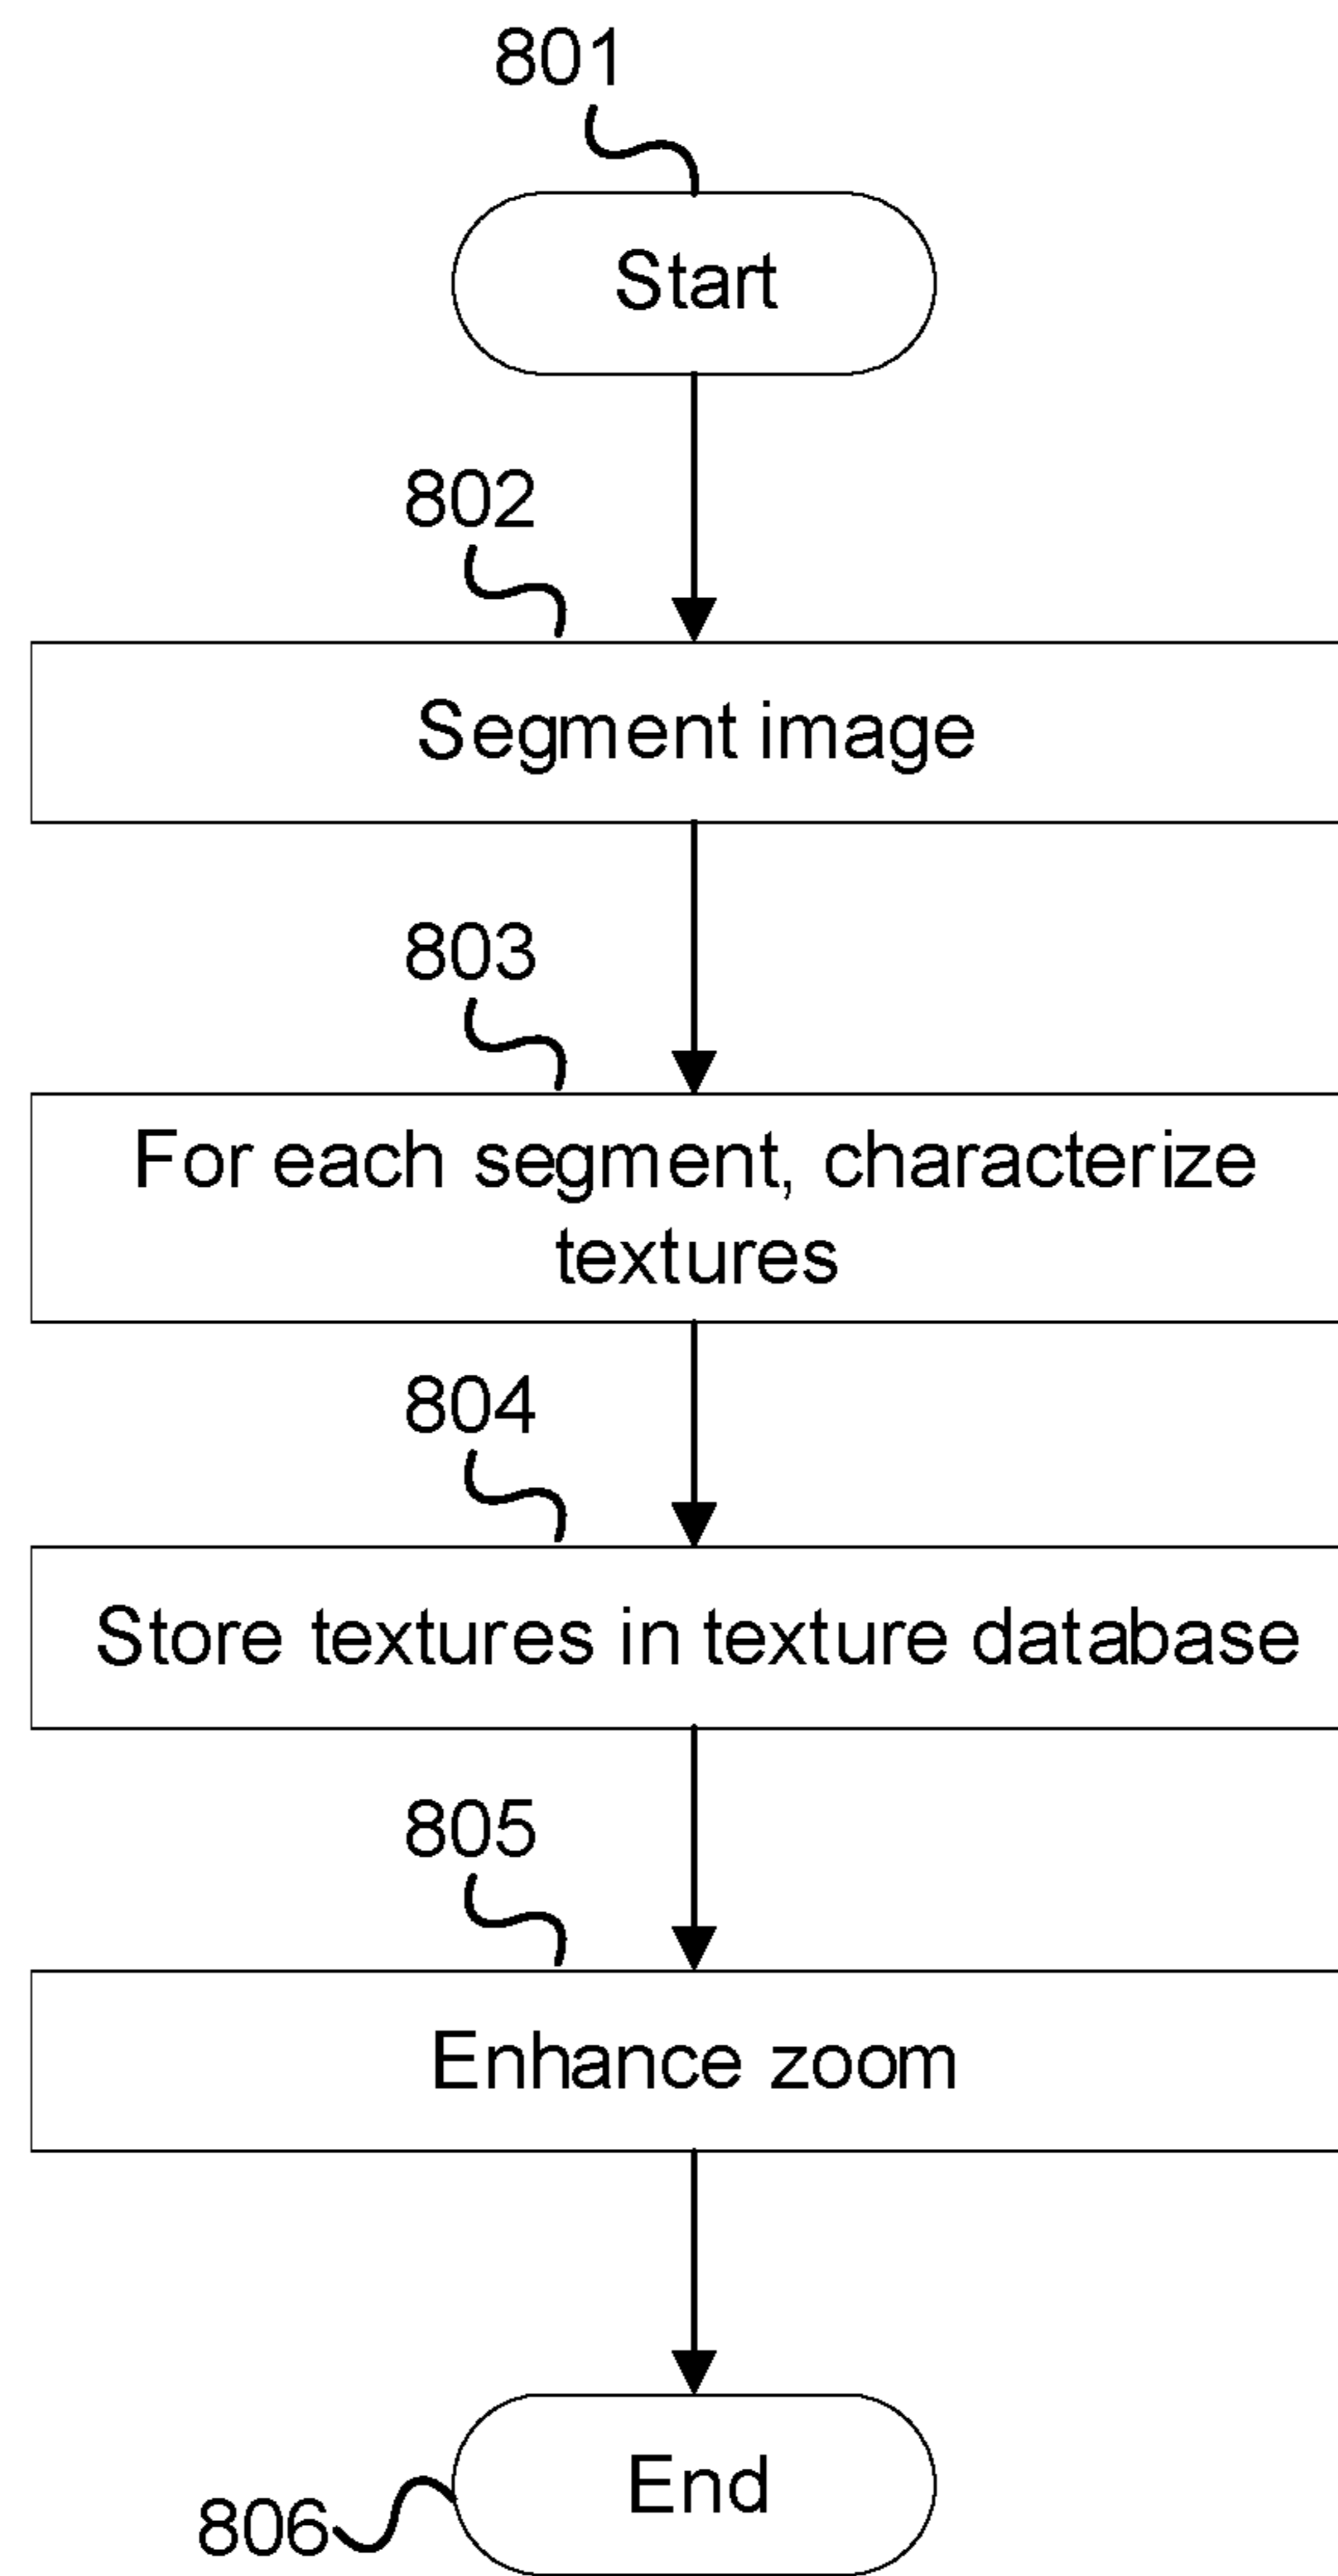 801
Start
802
Segment image
803
For each segment, characterize
textures
804
Store textures in texture database
805
Enhance zoom
End
806